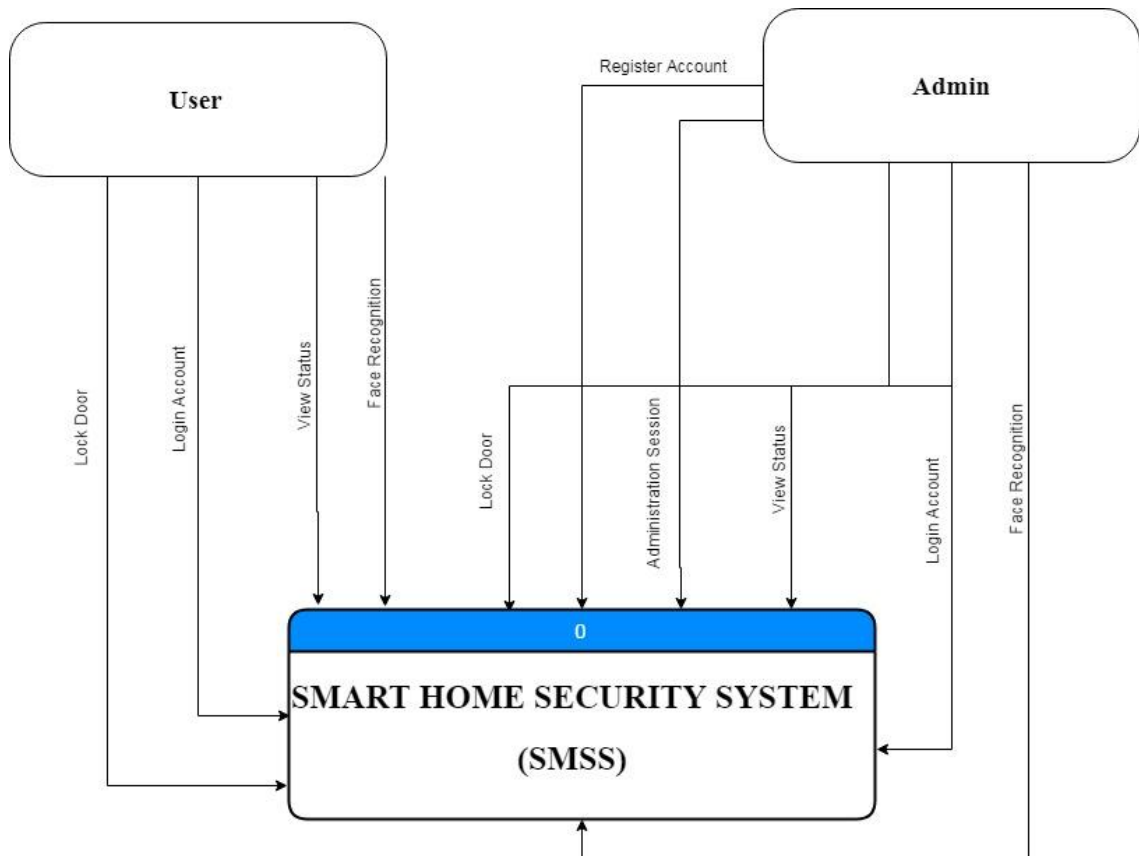 Register Account
User
Admin
Lock Door
Login Account
View Status
Face Recognition
Lock Door
Administration Session
View Status
Login Account
Face Recognition
0
SMART HOME SECURITY SYSTEM
(SMSS)